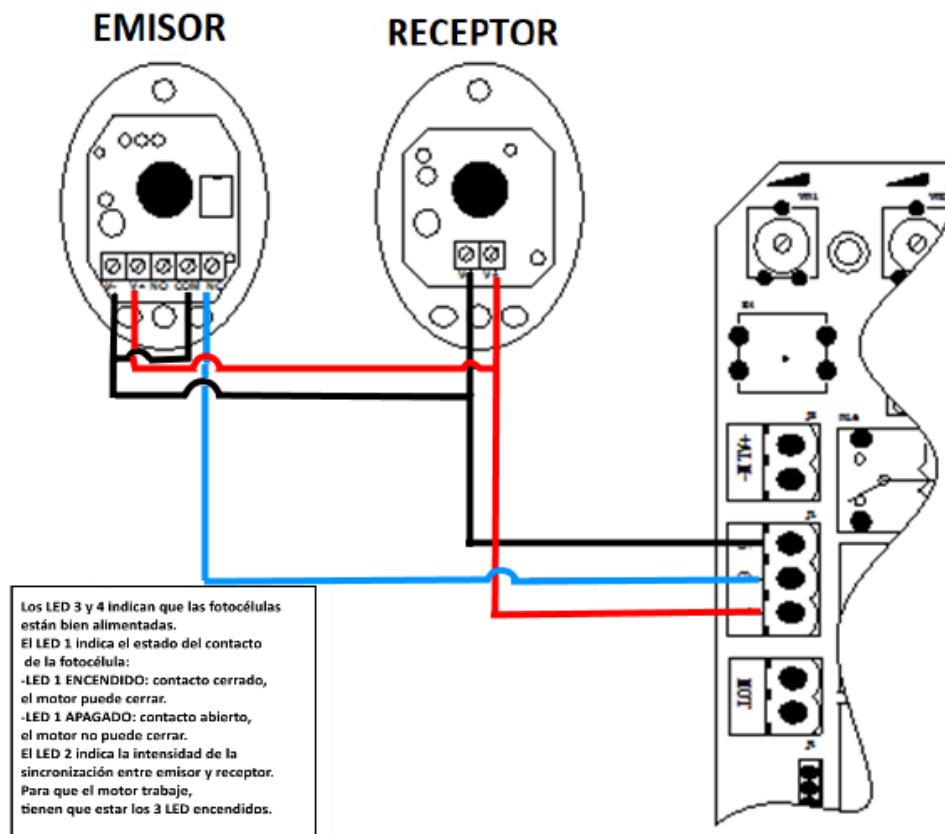 EMISOR
RECEPTOR
V- V+ NO COM NC
V- V+
VR1
+ALM-
MOT
Los LED 3 y 4 indican que las fotocélulas
están bien alimentadas.
El LED 1 indica el estado del contacto
de la fotocélula:
-LED 1 ENCENDIDO: contacto cerrado,
el motor puede cerrar.
-LED 1 APAGADO: contacto abierto,
el motor no puede cerrar.
El LED 2 indica la intensidad de la
sincronización entre emisor y receptor.
Para que el motor trabaje,
tienen que estar los 3 LED encendidos.